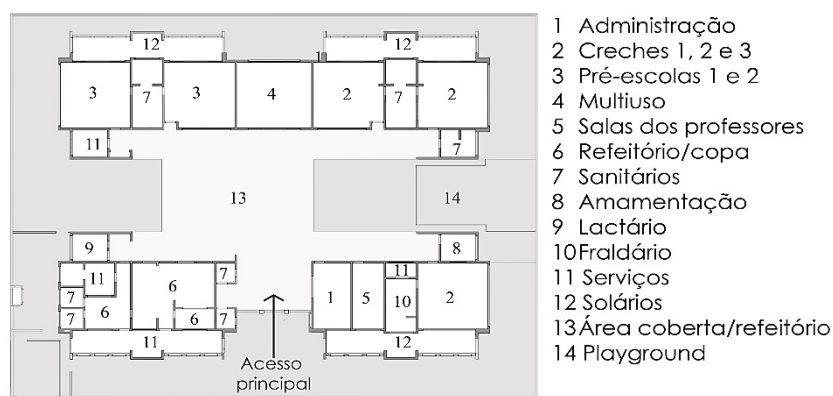 12 12
1
3 7 3 4 2 7 2
11 7
13 14
9 8
11 7 6 7 6 7 6 7
1 5 11 10 2
11 12
Acesso
principal
1 Administração
2 Creches 1, 2 e 3
3 Pré-escolas 1 e 2
4 Multiuso
5 Salas dos professores
6 Refeitório/copa
7 Sanitários
8 Amamentação
9 Lactário
10 Fraldário
11 Serviços
12 Solários
13 Área coberta/refeitório
14 Playground